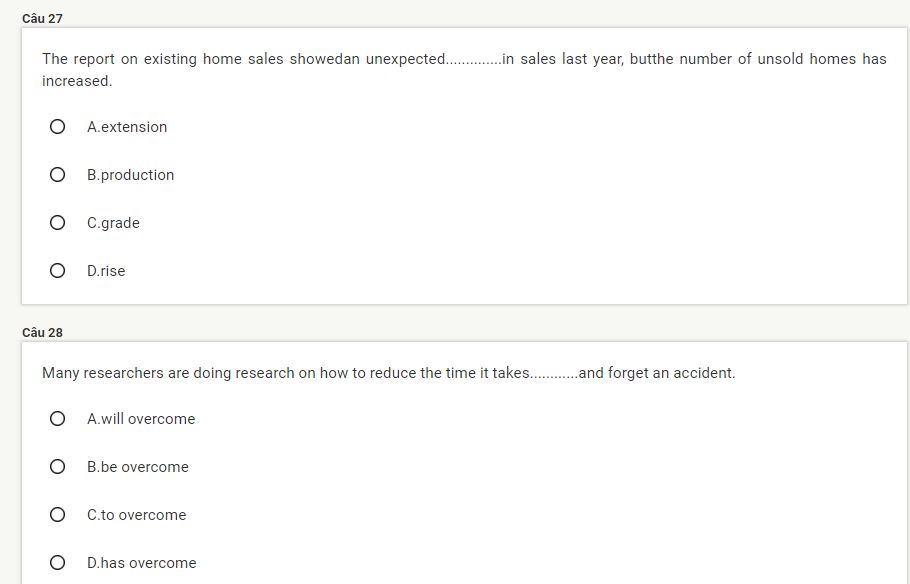 Câu 27
The report on existing home sales showedan unexpected..............in sales last year, butthe number of unsold homes has
increased.
A.extension
B.production
C.grade
D.rise
Câu 28
Many researchers are doing research on how to reduce the time it takes............and forget an accident.
A.will overcome
B.be overcome
C.to overcome
D.has overcome